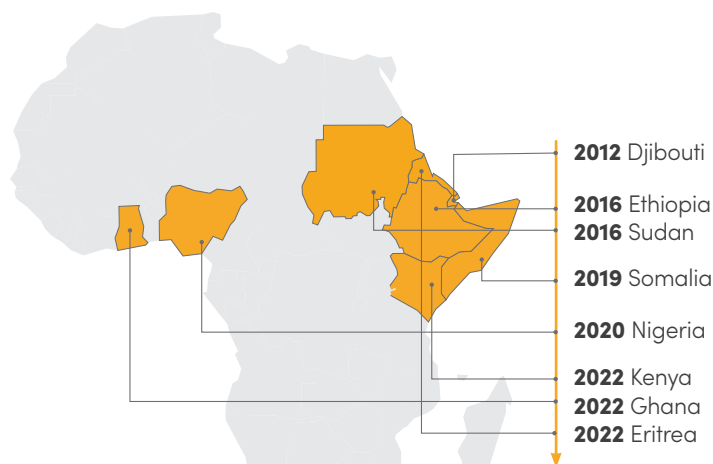 2012 Djibouti
2016 Ethiopia
2016 Sudan
2019 Somalia
2020 Nigeria
2022 Kenya
2022 Ghana
2022 Eritrea